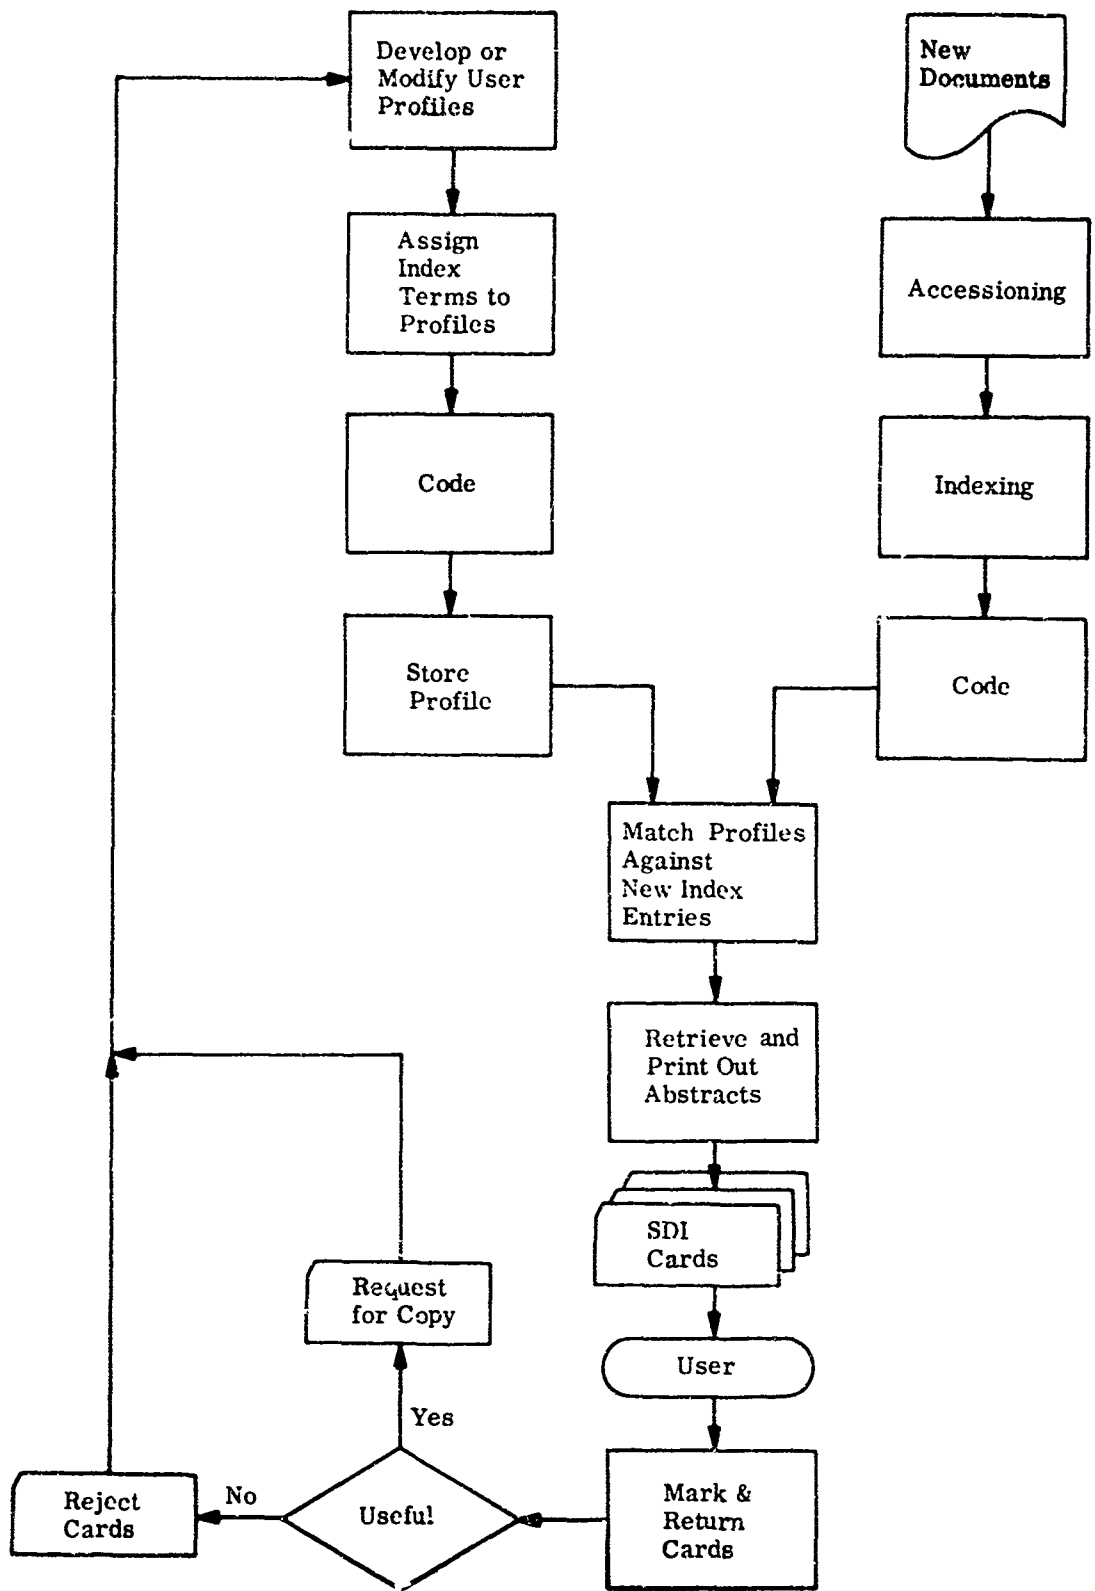 Develop or
Modify User
Profiles
New
Documents
Assign
Index
Terms to
Profiles
Accessioning
Code
Indexing
Store
Profile
Code
Match Profiles
Against
New Index
Entries
Retrieve and
Print Out
Abstracts
SDI
Cards
Request
for Copy
User
Yes
Mark &
Return
Cards
Useful
No
Reject
Cards